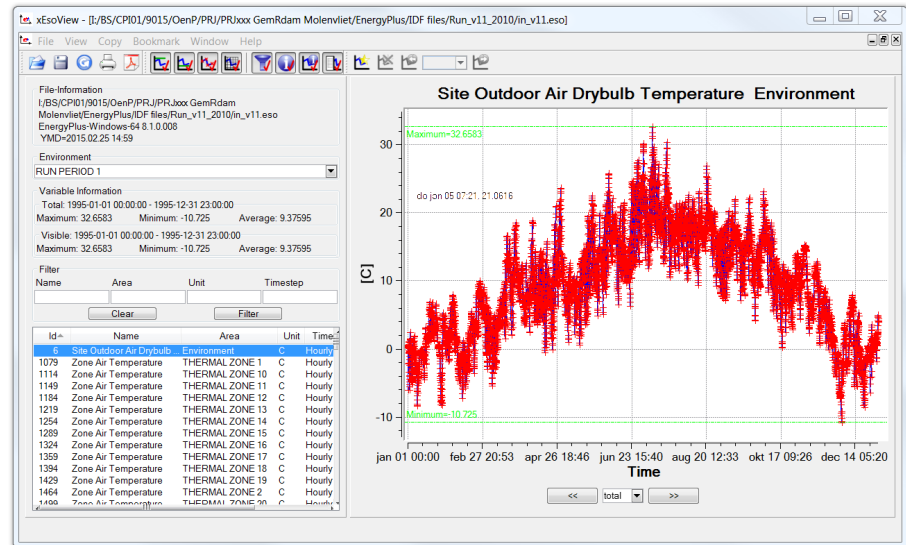 xEsoView - [I:/BS/CPI01/9015/OenP/PRJ/PRJxxx GemRdam Molenvliet/EnergyPlus/IDF files/Run_v11_2010/in_v11.eso]
File View Copy Bookmark Window Help
File-Information
I:/BS/CPI01/9015/OenP/PRJ/PRJxxx GemRdam
Molenvliet/EnergyPlus/IDF files/Run_v11_2010/in_v11.eso
EnergyPlus-Windows-64 8.1.0.008
YMD=2015.02.25 14:59
Environment
RUN PERIOD 1
Variable Information
Total: 1995-01-01 00:00:00 - 1995-12-31 23:00:00
Maximum: 32.6583 Minimum: -10.725 Average: 9.37595
Visible: 1995-01-01 00:00:00 - 1995-12-31 23:00:00
Maximum: 32.6583 Minimum: -10.725 Average: 9.37595
Filter
Name Area Unit Timestep
Clear Filter
Id Name Area Unit Time
6 Site Outdoor Air Drybulb ... Environment C Hourly
1079 Zone Air Temperature THERMAL ZONE 1 C Hourly
1114 Zone Air Temperature THERMAL ZONE 10 C Hourly
1149 Zone Air Temperature THERMAL ZONE 11 C Hourly
1184 Zone Air Temperature THERMAL ZONE 12 C Hourly
1219 Zone Air Temperature THERMAL ZONE 13 C Hourly
1254 Zone Air Temperature THERMAL ZONE 14 C Hourly
1289 Zone Air Temperature THERMAL ZONE 15 C Hourly
1324 Zone Air Temperature THERMAL ZONE 16 C Hourly
1359 Zone Air Temperature THERMAL ZONE 17 C Hourly
1394 Zone Air Temperature THERMAL ZONE 18 C Hourly
1429 Zone Air Temperature THERMAL ZONE 19 C Hourly
1464 Zone Air Temperature THERMAL ZONE 2 C Hourly
1499 Zone Air Temperature THERMAL ZONE 20 C Hourly
Site Outdoor Air Drybulb Temperature Environment
Maximum=32.6583
30
do jan 05 07:21, 21.0616
20
[C]
10
0
Minimum=-10.725
-10
jan 01 00:00 feb 27 20:53 apr 26 18:46 jun 23 15:40 aug 20 12:33 okt 17 09:26 dec 14 05:20
Time
<< total >>